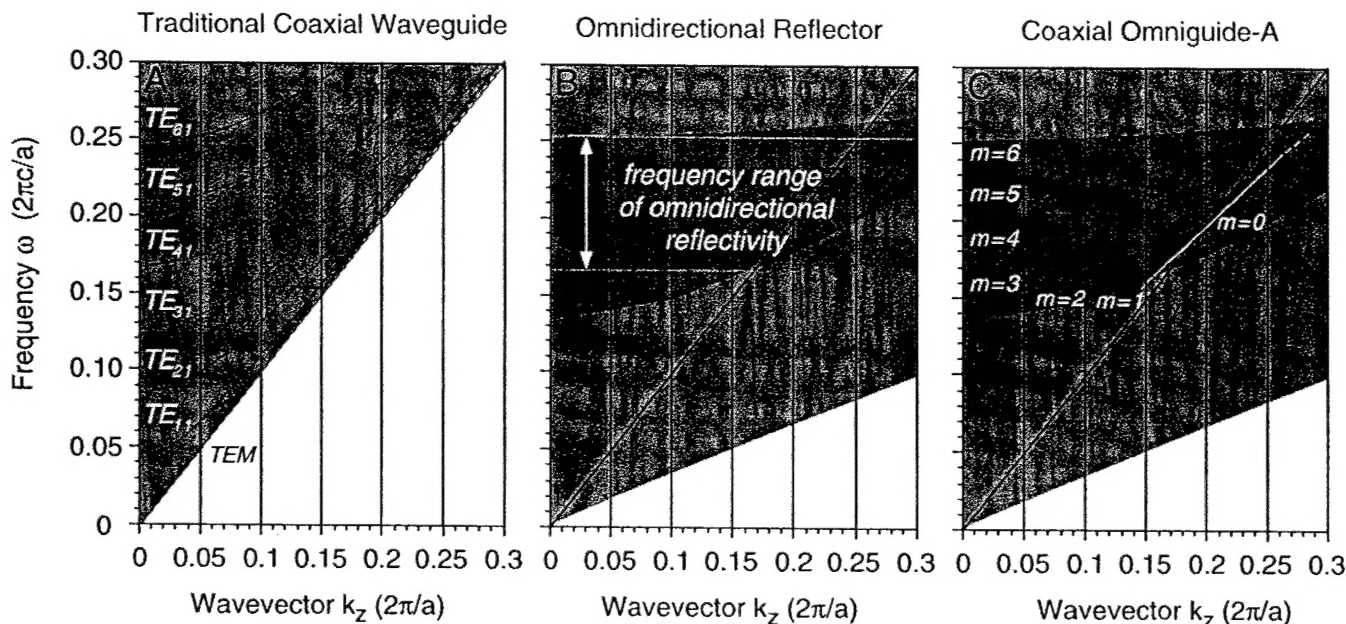 Traditional Coaxial Waveguide
Omnidirectional Reflector
Coaxial Omniguide-A
Frequency ω (2πc/a)
0.30
0.25
0.20
0.15
0.10
0.05
0
A
TE61
TE51
TE41
TE31
TE21
TE11
TEM
0 0.05 0.1 0.15 0.2 0.25 0.3
Wavevector kz (2π/a)
B
frequency range
of omnidirectional
reflectivity
0 0.05 0.1 0.15 0.2 0.25 0.3
Wavevector kz (2π/a)
C
m=6
m=5
m=4
m=3
m=2 m=1
m=0
0 0.05 0.1 0.15 0.2 0.25 0.3
Wavevector kz (2π/a)